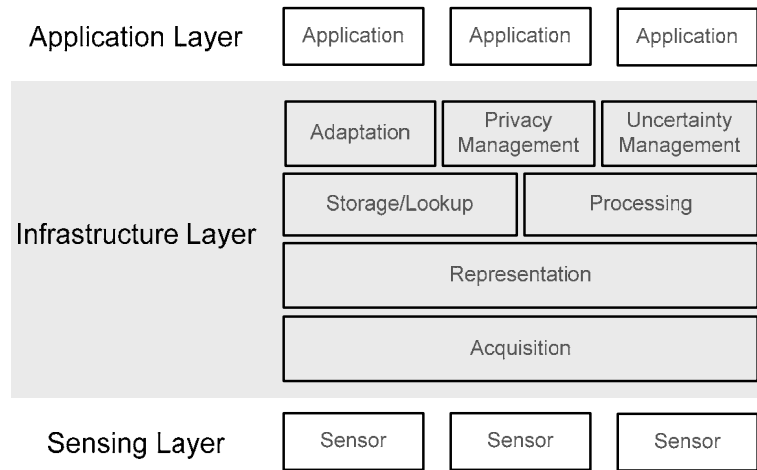 Application Layer
Application
Application
Application
Infrastructure Layer
Adaptation
Privacy
Management
Uncertainty
Management
Storage/Lookup
Processing
Representation
Acquisition
Sensing Layer
Sensor
Sensor
Sensor